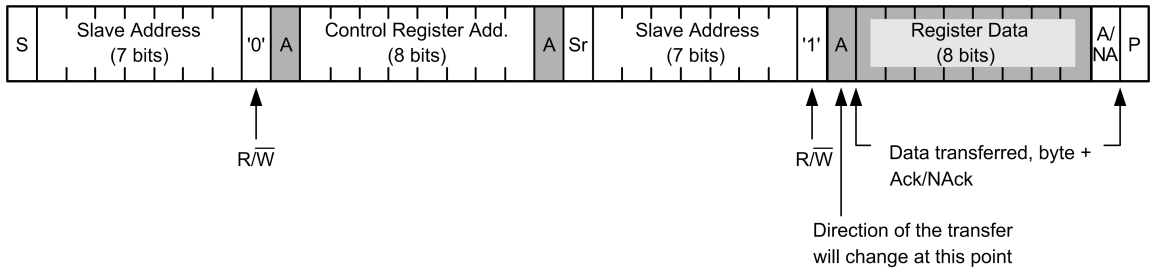 S Slave Address (7 bits) '0' A Control Register Add. (8 bits) A Sr Slave Address (7 bits) '1' A Register Data (8 bits) A/NA P
R/W̅ R/W̅
Data transferred, byte +
Ack/NAck
Direction of the transfer
will change at this point